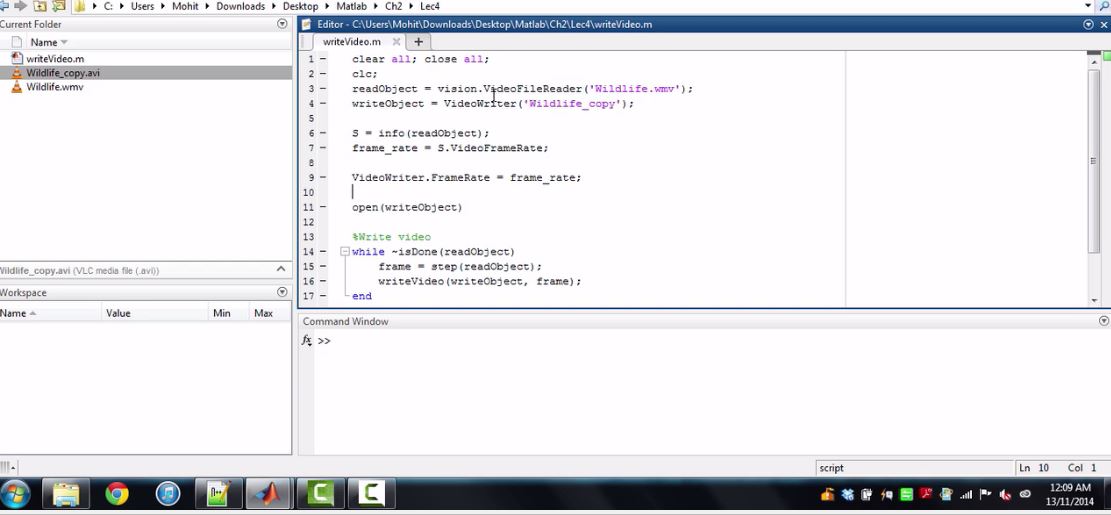 C: Users Mohit Downloads Desktop Matlab Ch2 Lec4
Current Folder
Name
writeVideo.m
Wildlife_copy.avi
Wildlife.wmv
Wildlife_copy.avi (VLC media file (.avi))
Workspace
Name Value Min Max
Editor - C:\Users\Mohit\Downloads\Desktop\Matlab\Ch2\Lec4\writeVideo.m
writeVideo.m
1 clear all; close all;
2 clc;
3 readObject = vision.VideoFileReader('Wildlife.wmv');
4 writeObject = VideoWriter('Wildlife_copy');
5
6 S = info(readObject);
7 frame_rate = S.VideoFrameRate;
8
9 VideoWriter.FrameRate = frame_rate;
10
11 open(writeObject)
12
13 %Write video
14 while ~isDone(readObject)
15 frame = step(readObject);
16 writeVideo(writeObject, frame);
17 end
Command Window
fx >>
script Ln 10 Col 1
12:09 AM
13/11/2014